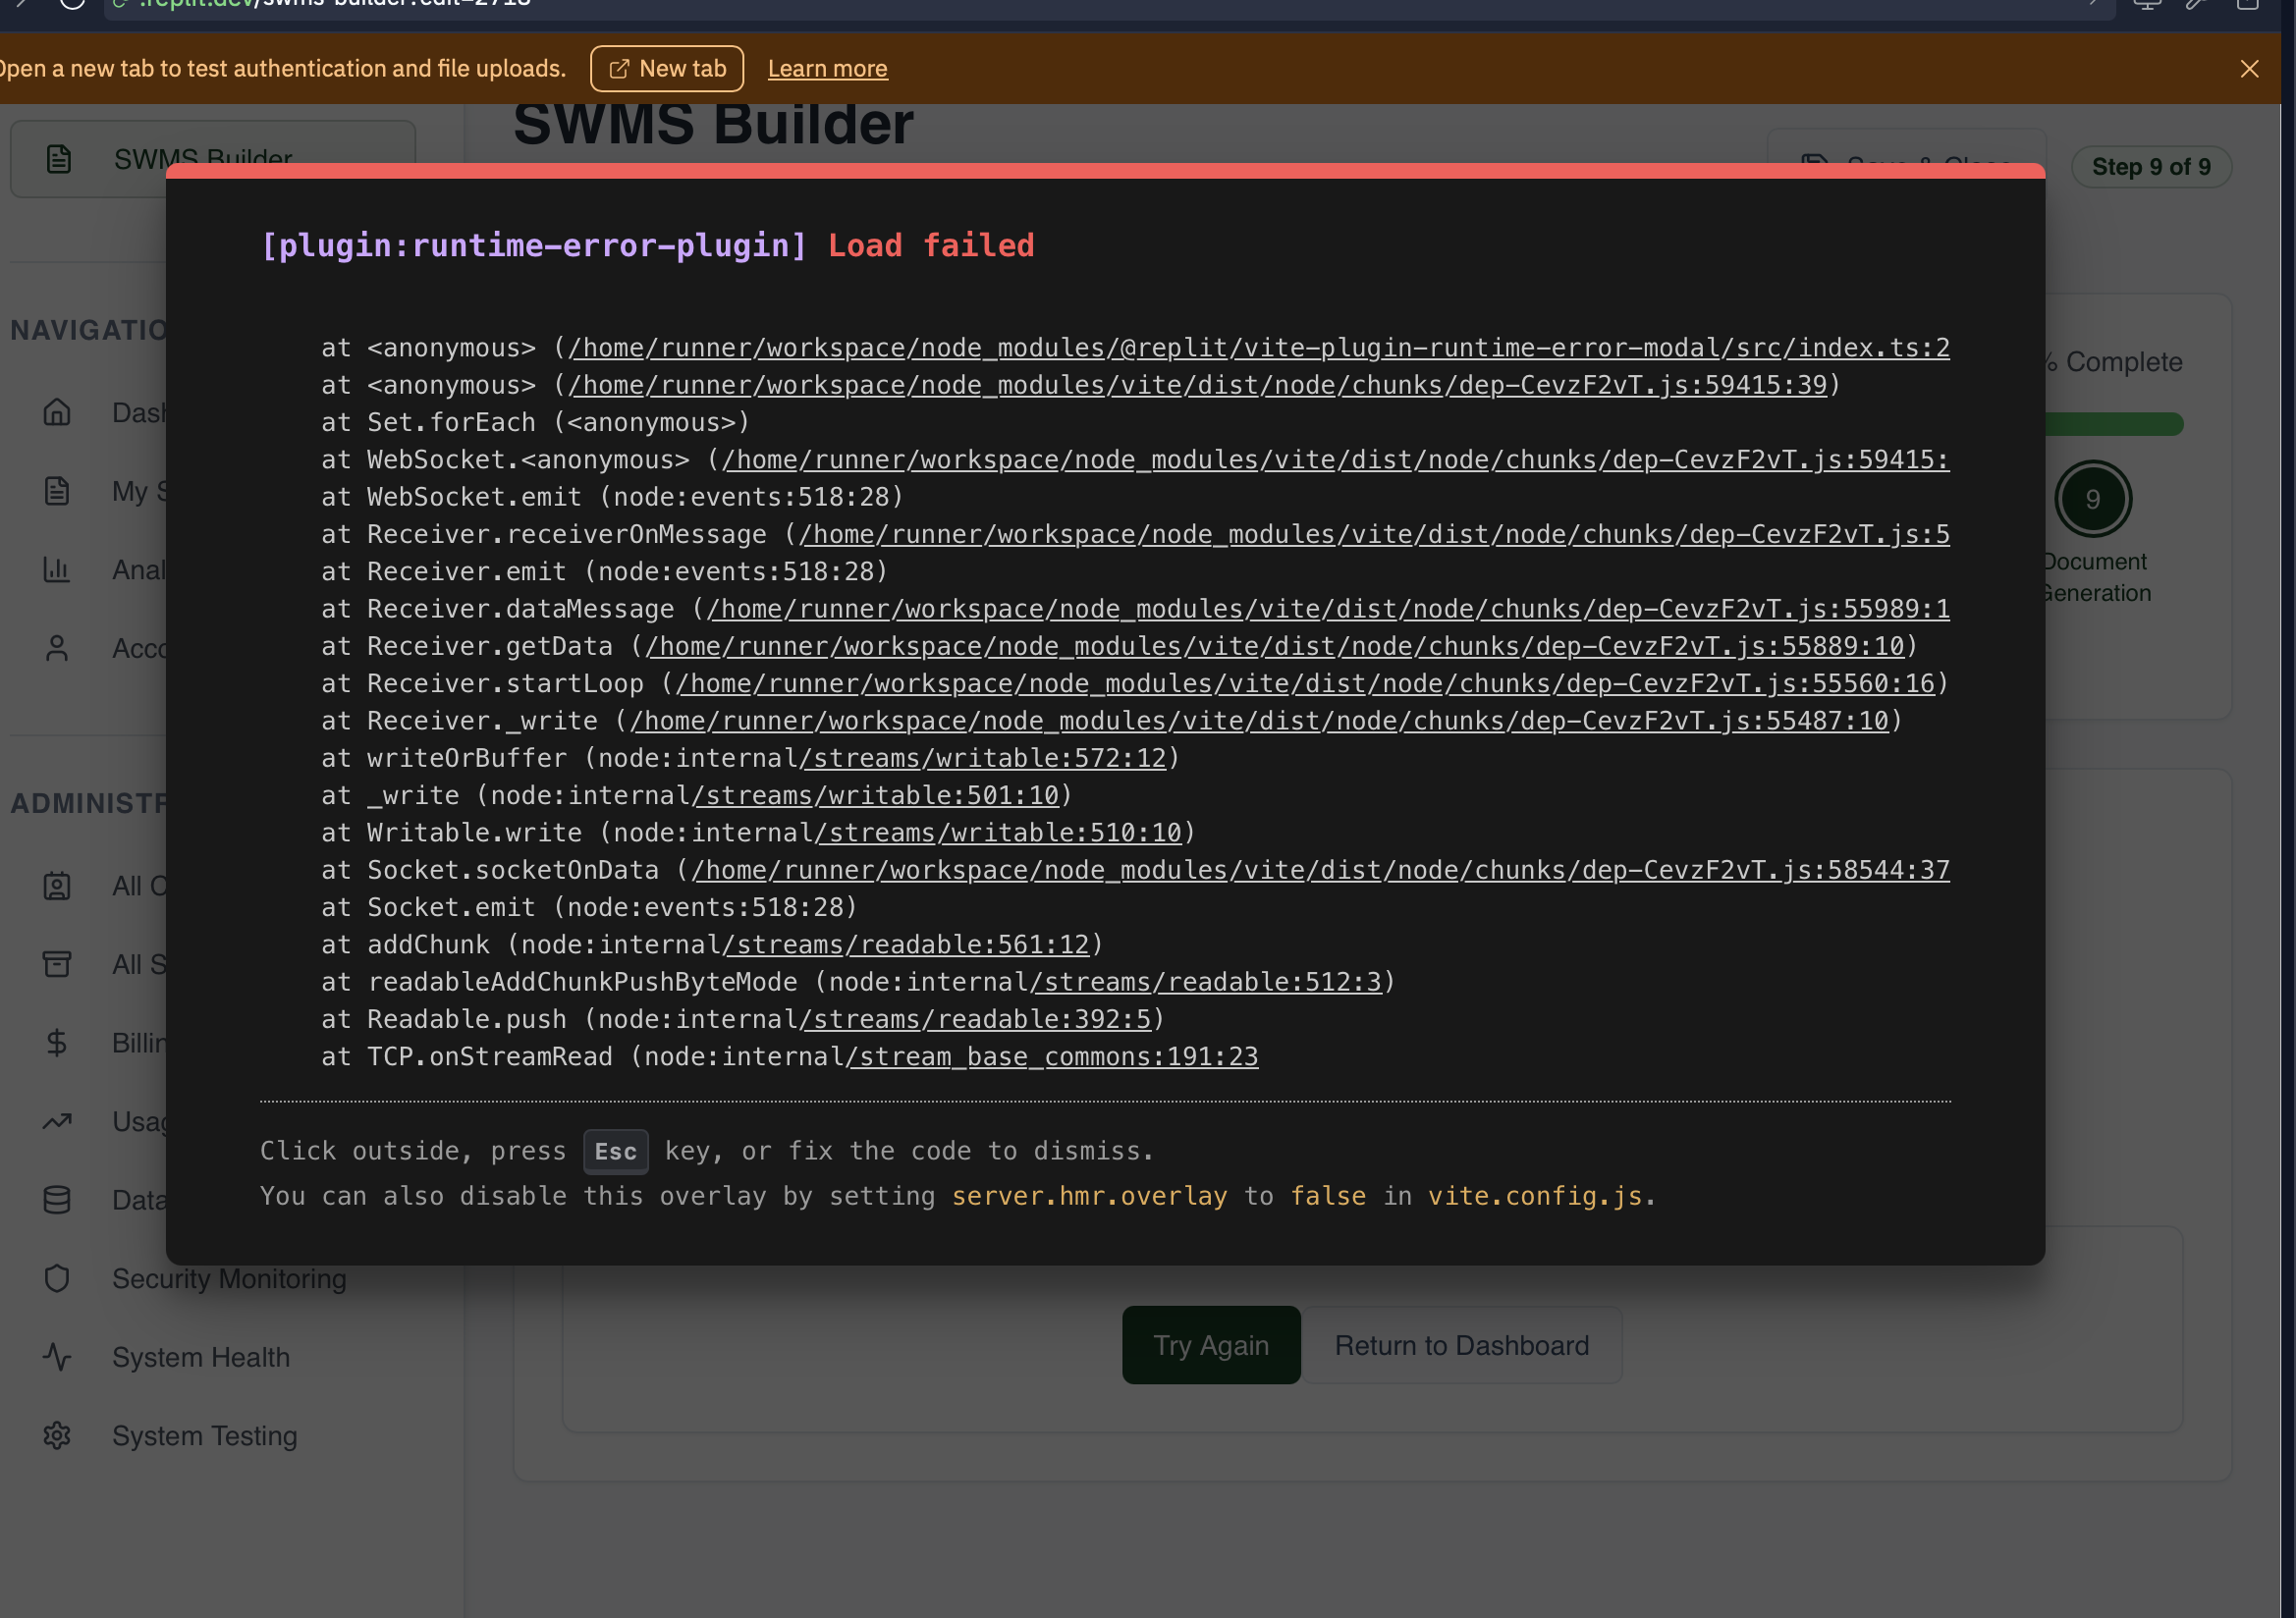 .replit.dev/swms-builder?edit=2718
Open a new tab to test authentication and file uploads. New tab Learn more
SWMS Builder
SWMS Builder
Save & Close
Step 9 of 9
[plugin:runtime-error-plugin] Load failed
at <anonymous> (/home/runner/workspace/node_modules/@replit/vite-plugin-runtime-error-modal/src/index.ts:2
at <anonymous> (/home/runner/workspace/node_modules/vite/dist/node/chunks/dep-CevzF2vT.js:59415:39)
at Set.forEach (<anonymous>)
at WebSocket.<anonymous> (/home/runner/workspace/node_modules/vite/dist/node/chunks/dep-CevzF2vT.js:59415:
at WebSocket.emit (node:events:518:28)
at Receiver.receiverOnMessage (/home/runner/workspace/node_modules/vite/dist/node/chunks/dep-CevzF2vT.js:5
at Receiver.emit (node:events:518:28)
at Receiver.dataMessage (/home/runner/workspace/node_modules/vite/dist/node/chunks/dep-CevzF2vT.js:55989:1
at Receiver.getData (/home/runner/workspace/node_modules/vite/dist/node/chunks/dep-CevzF2vT.js:55889:10)
at Receiver.startLoop (/home/runner/workspace/node_modules/vite/dist/node/chunks/dep-CevzF2vT.js:55560:16)
at Receiver._write (/home/runner/workspace/node_modules/vite/dist/node/chunks/dep-CevzF2vT.js:55487:10)
at writeOrBuffer (node:internal/streams/writable:572:12)
at _write (node:internal/streams/writable:501:10)
at Writable.write (node:internal/streams/writable:510:10)
at Socket.socketOnData (/home/runner/workspace/node_modules/vite/dist/node/chunks/dep-CevzF2vT.js:58544:37
at Socket.emit (node:events:518:28)
at addChunk (node:internal/streams/readable:561:12)
at readableAddChunkPushByteMode (node:internal/streams/readable:512:3)
at Readable.push (node:internal/streams/readable:392:5)
at TCP.onStreamRead (node:internal/stream_base_commons:191:23
Click outside, press Esc key, or fix the code to dismiss.
You can also disable this overlay by setting server.hmr.overlay to false in vite.config.js.
NAVIGATIO
Dash
My S
Anal
Acco
ADMINISTR
All C
All S
Billin
Usag
Data
Security Monitoring
System Health
System Testing
% Complete
9
Document
Generation
Try Again
Return to Dashboard